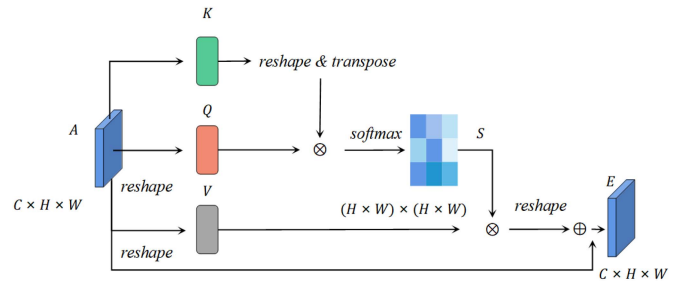 K
reshape & transpose
A
Q
softmax
S
reshape
C × H × W
V
(H × W) × (H × W)
reshape
E
reshape
C × H × W